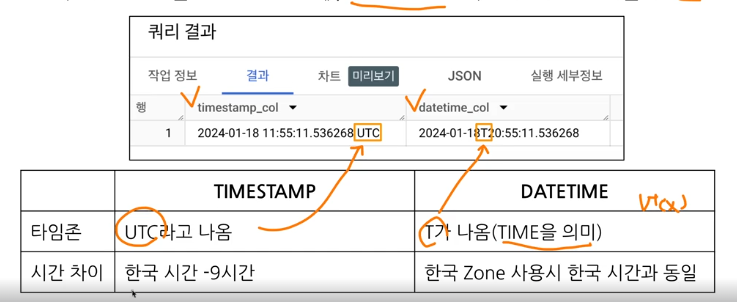 쿼리 결과
작업 정보 결과 차트 미리보기 JSON 실행 세부정보
행 timestamp_col datetime_col
1 2024-01-18 11:55:11.536268 UTC 2024-01-18T20:55:11.536268
TIMESTAMP DATETIME
타임존 UTC라고 나옴 T가 나옴(TIME을 의미)
시간 차이 한국 시간 -9시간 한국 Zone 사용시 한국 시간과 동일